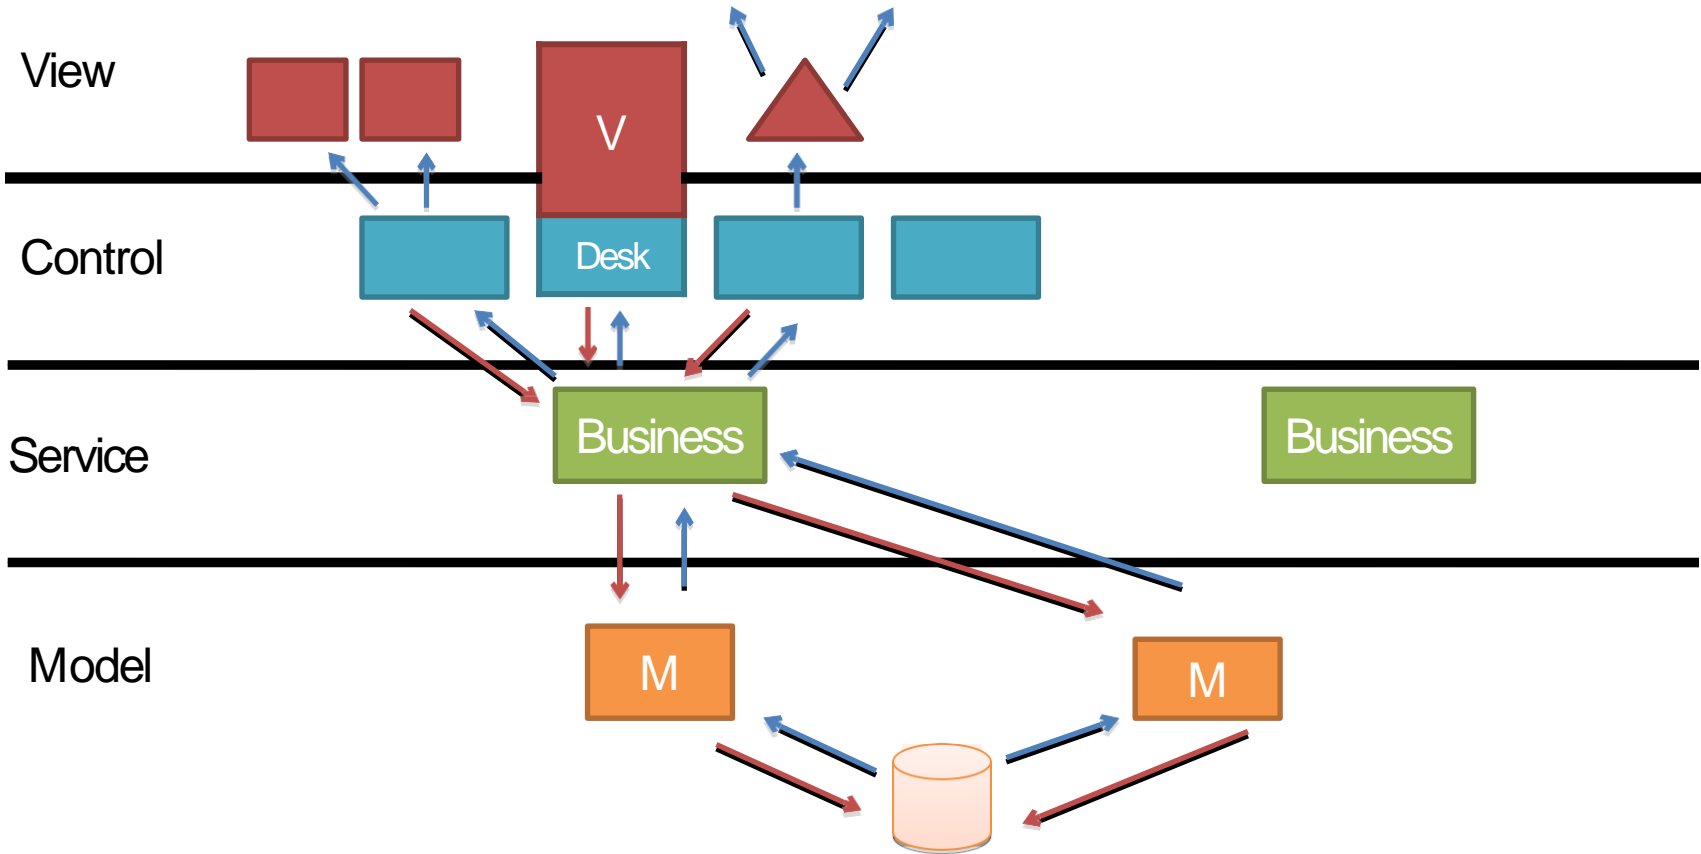 View
V
Control
Desk
Service
Business
Business
Model
M
M